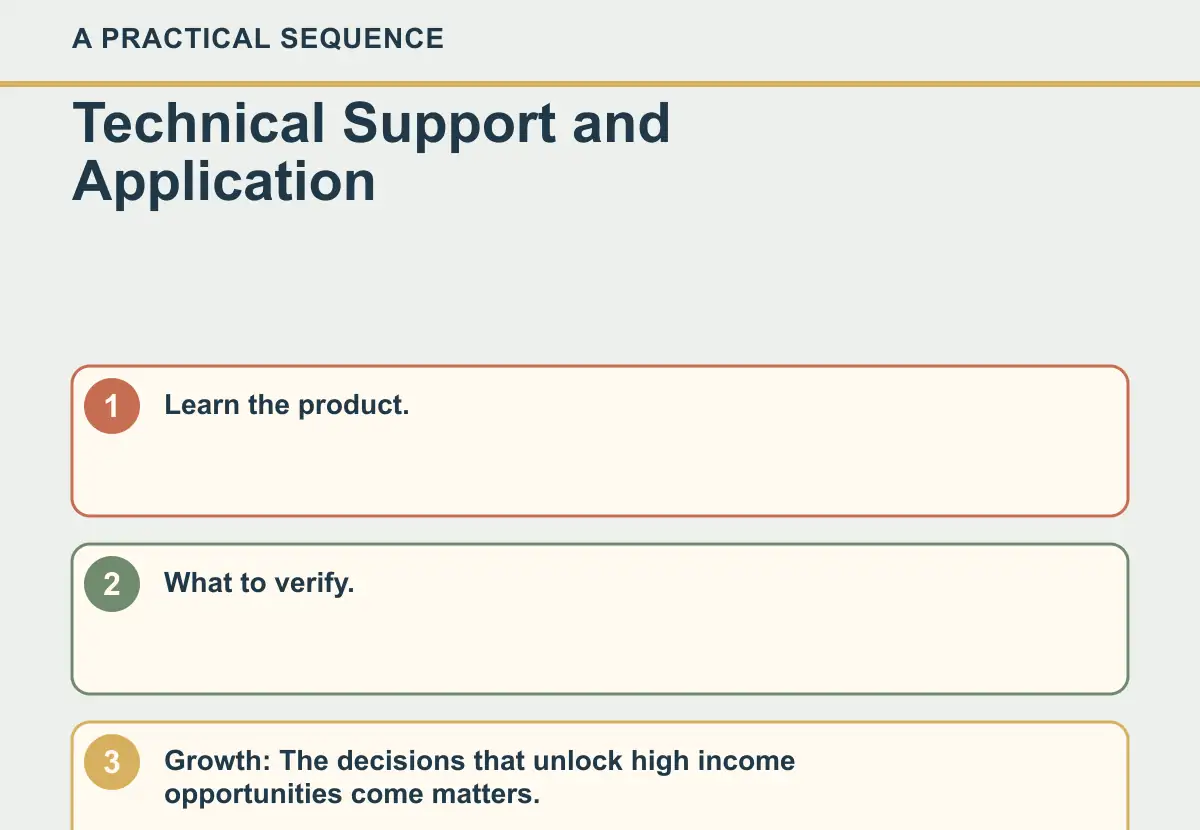 A PRACTICAL SEQUENCE
Technical Support and
Application
1
Learn the product.
2
What to verify.
3
Growth: The decisions that unlock high income
opportunities come matters.